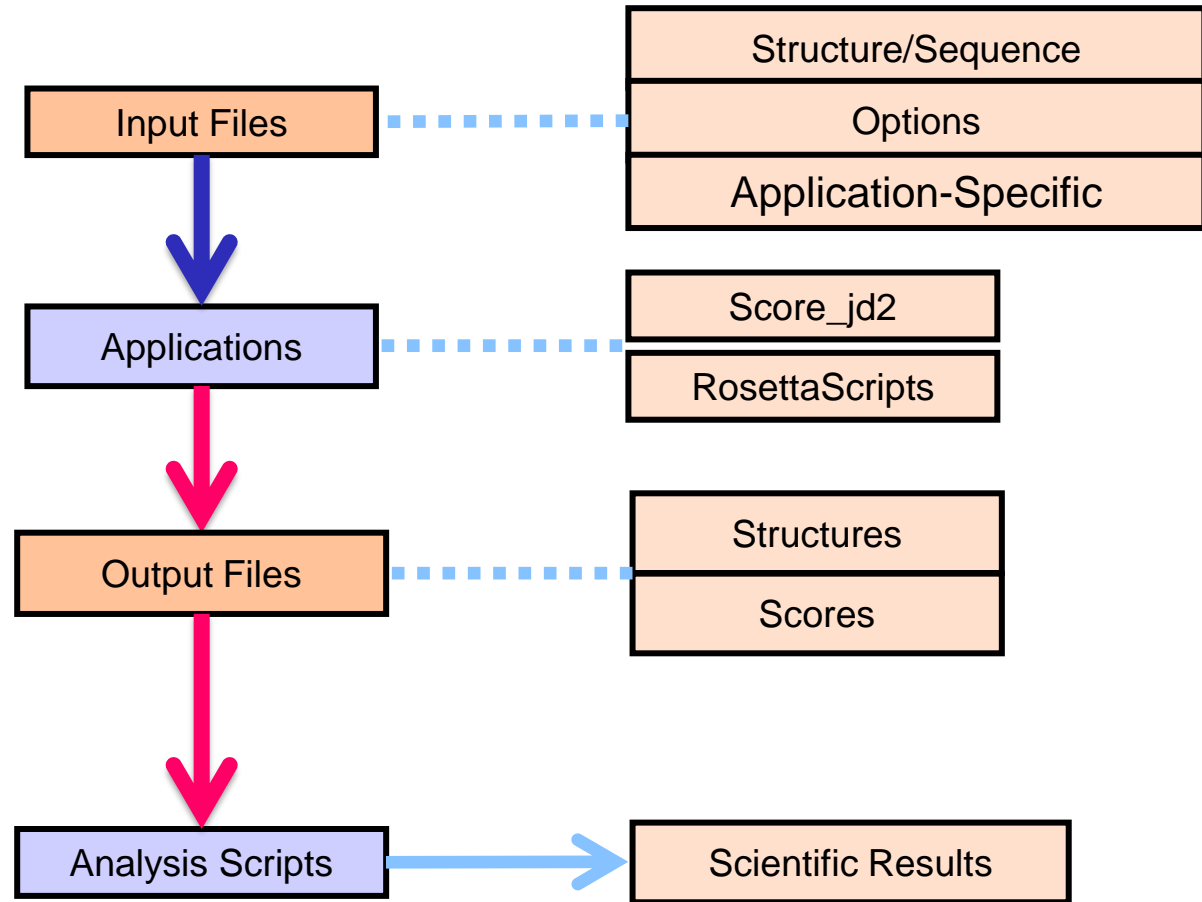 Structure/Sequence
Input Files
Options
Application-Specific
Score_jd2
Applications
RosettaScripts
Structures
Output Files
Scores
Analysis Scripts
Scientific Results